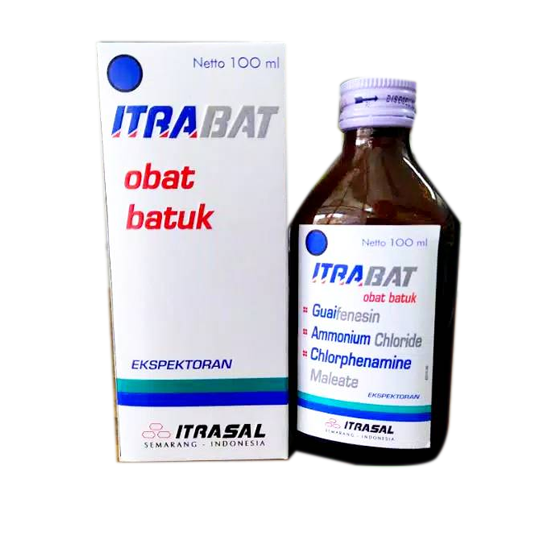 Netto 100 ml
ITRABAT
obat
batuk
EKSPEKTORAN
ITRASAL
SEMARANG - INDONESIA
Netto 100 ml
ITRABAT
obat batuk
Guaifenesin
Ammonium Chloride
Chlorphenamine
Maleate
EKSPEKTORAN
ITRASAL
SEMARANG - INDONESIA